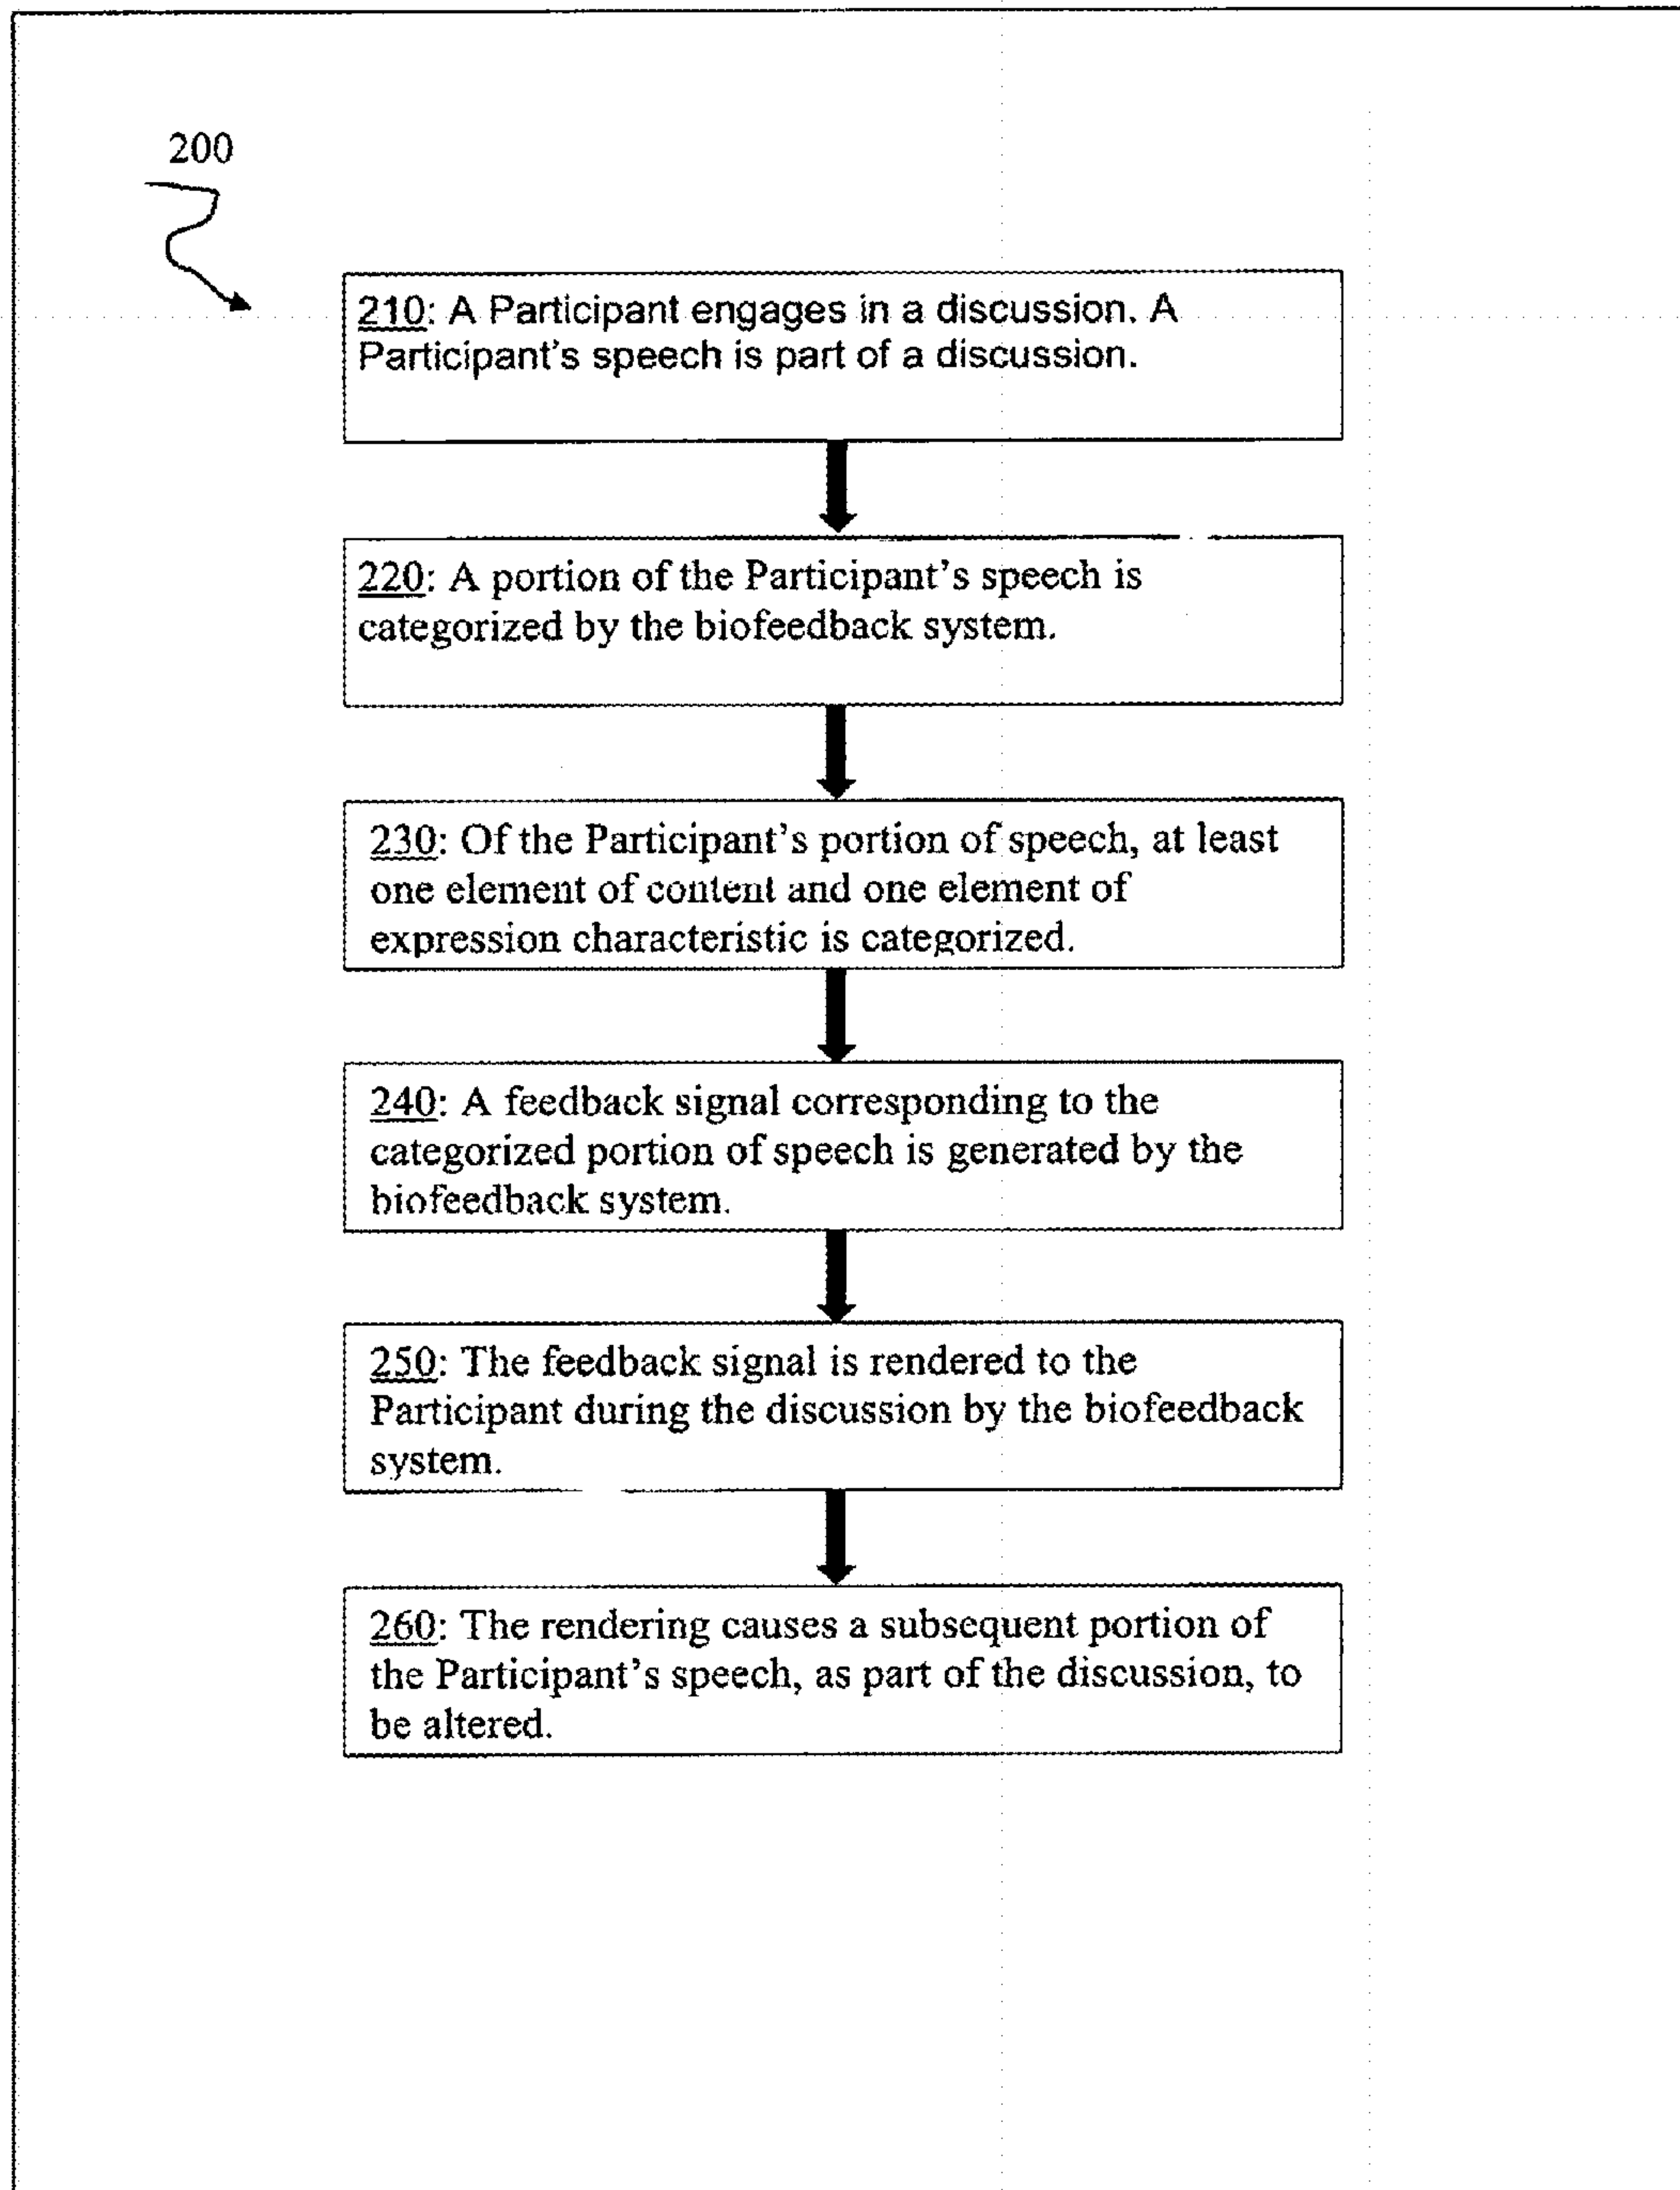 200
210: A Participant engages in a discussion. A
Participant's speech is part of a discussion.
220: A portion of the Participant's speech is
categorized by the biofeedback system.
230: Of the Participant's portion of speech, at least
one element of content and one element of
expression characteristic is categorized.
240: A feedback signal corresponding to the
categorized portion of speech is generated by the
biofeedback system.
250: The feedback signal is rendered to the
Participant during the discussion by the biofeedback
system.
260: The rendering causes a subsequent portion of
the Participant's speech, as part of the discussion, to
be altered.